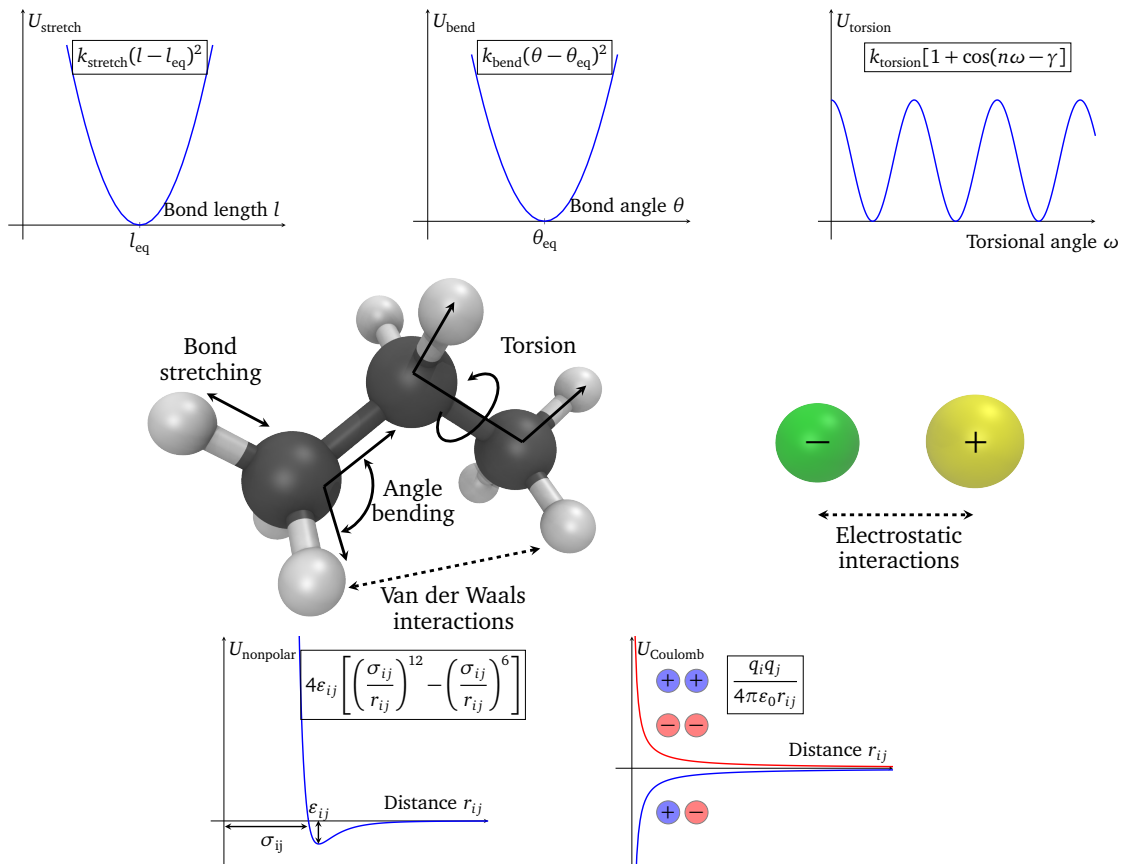 U_stretch
k_stretch(l − l_eq)^2
Bond length l
l_eq
U_bend
k_bend(θ − θ_eq)^2
Bond angle θ
θ_eq
U_torsion
k_torsion[1 + cos(nω − γ]
Torsional angle ω
Bond
stretching
Torsion
Angle
bending
Van der Waals
interactions
−
+
Electrostatic
interactions
U_nonpolar
4ε_ij[(σ_ij/r_ij)^12 − (σ_ij/r_ij)^6]
ε_ij
Distance r_ij
σ_ij
U_Coulomb
+ +
q_i q_j/4πε_0 r_ij
− −
Distance r_ij
+ −